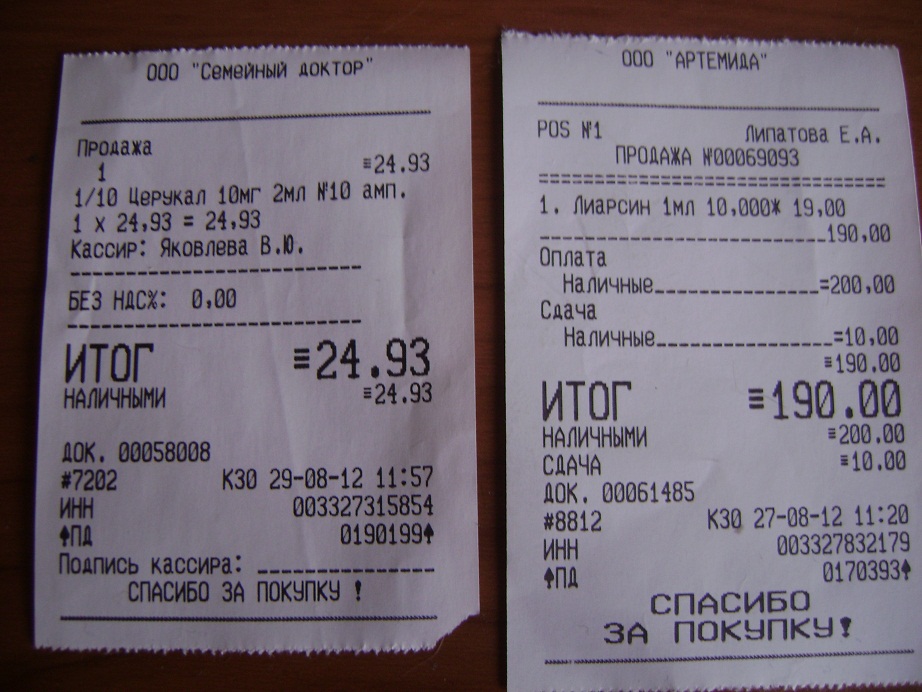 ООО "Семейный доктор"
Продажа
1 ≡24.93
1/10 Церукал 10мг 2мл №10 амп.
1 x 24,93 = 24,93
Кассир: Яковлева В.Ю.
БЕЗ НДС%: 0,00
ИТОГ ≡24.93
НАЛИЧНЫМИ ≡24.93
ДОК. 00058008
#7202 КЗО 29-08-12 11:57
ИНН 003327315854
ПД 0190199
Подпись кассира:
СПАСИБО ЗА ПОКУПКУ !
ООО "АРТЕМИДА"
POS №1 Липатова Е.А.
ПРОДАЖА №00069093
1. Лиарсин 1мл 10,000* 19,00
190,00
Оплата
Наличные =200,00
Сдача
Наличные =10,00
≡190.00
ИТОГ ≡190.00
НАЛИЧНЫМИ ≡200.00
СДАЧА ≡10.00
ДОК. 00061485
#8812 КЗО 27-08-12 11:20
ИНН 003327832179
ПД 0170393
СПАСИБО
ЗА ПОКУПКУ!